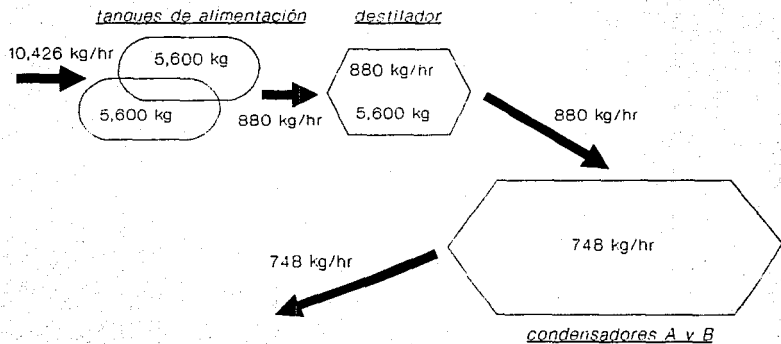 tanques de alimentación
destilador
10,426 kg/hr
5,600 kg
5,600 kg
880 kg/hr
880 kg/hr
5,600 kg
880 kg/hr
748 kg/hr
748 kg/hr
condensadores A y B